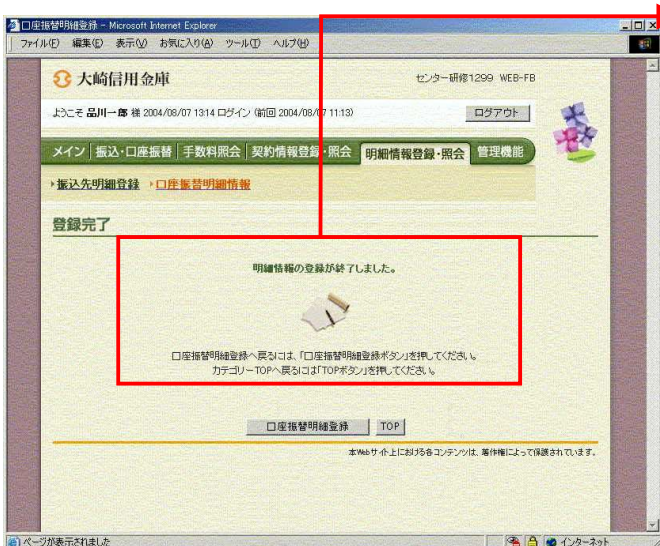 口座振替明細登録 - Microsoft Internet Explorer
ファイル(F) 編集(E) 表示(V) お気に入り(A) ツール(T) ヘルプ(H)
大崎信用金庫
センター研修1299 WEB-FB
ようこそ 品川一郎 様 2004/08/07 13:14 ログイン (前回 2004/08/07 11:13)
ログアウト
メイン 振込・口座振替 手数料照会 契約情報登録・照会 明細情報登録・照会 管理機能
振込先明細登録 口座振替明細情報
登録完了
明細情報の登録が終了しました。
口座振替明細登録へ戻るには、「口座振替明細登録ボタン」を押してください。
カテゴリーTOPへ戻るには「TOPボタン」を押してください。
口座振替明細登録 TOP
本Webサイト上における各コンテンツは、著作権によって保護されています。
ページが表示されました
インターネット